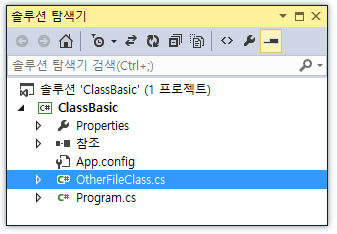 솔루션 탐색기
솔루션 탐색기 검색(Ctrl+;)
솔루션 'ClassBasic' (1 프로젝트)
C# ClassBasic
Properties
참조
App.config
C# OtherFileClass.cs
C# Program.cs